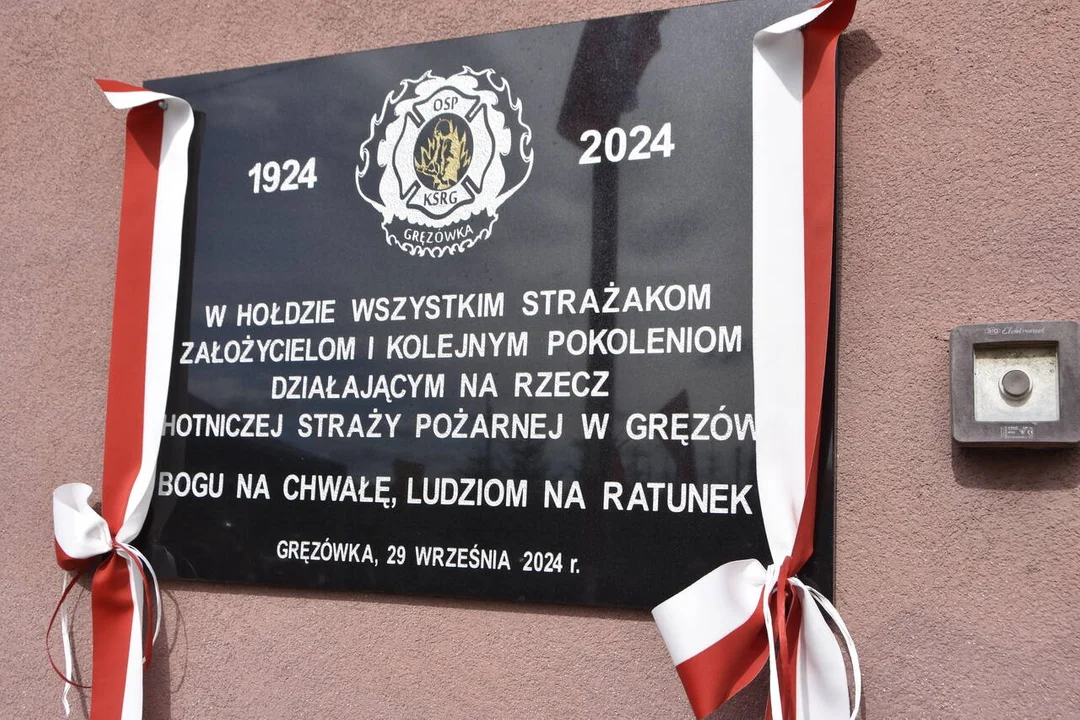 1924
OSP
KSRG
GRĘZÓWKA
2024
W HOŁDZIE WSZYSTKIM STRAŻAKOM
ZAŁOŻYCIELOM I KOLEJNYM POKOLENIOM
DZIAŁAJĄCYM NA RZECZ
HOTNICZEJ STRAŻY POŻARNEJ W GRĘZÓW
BOGU NA CHWAŁĘ, LUDZIOM NA RATUNEK
GRĘZÓWKA, 29 WRZEŚNIA 2024 r.